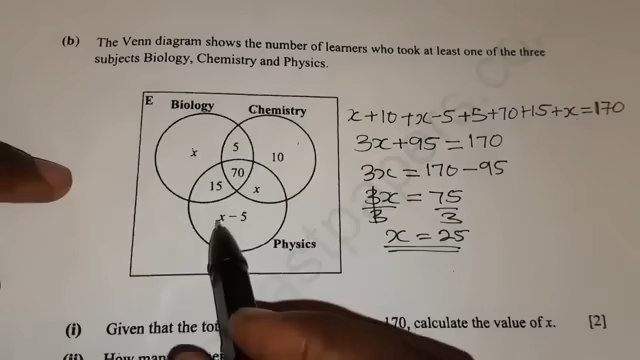 (b) The Venn diagram shows the number of learners who took at least one of the three
subjects Biology, Chemistry and Physics.
E Biology
Chemistry
x
5
10
70
15
x
x – 5
Physics
x+10+x-5+5+70+15+x=170
3x+95=170
3x=170-95
3x = 75
3 3
x = 25
(i) Given that the 170, calculate the value of x. [2]
(ii) How